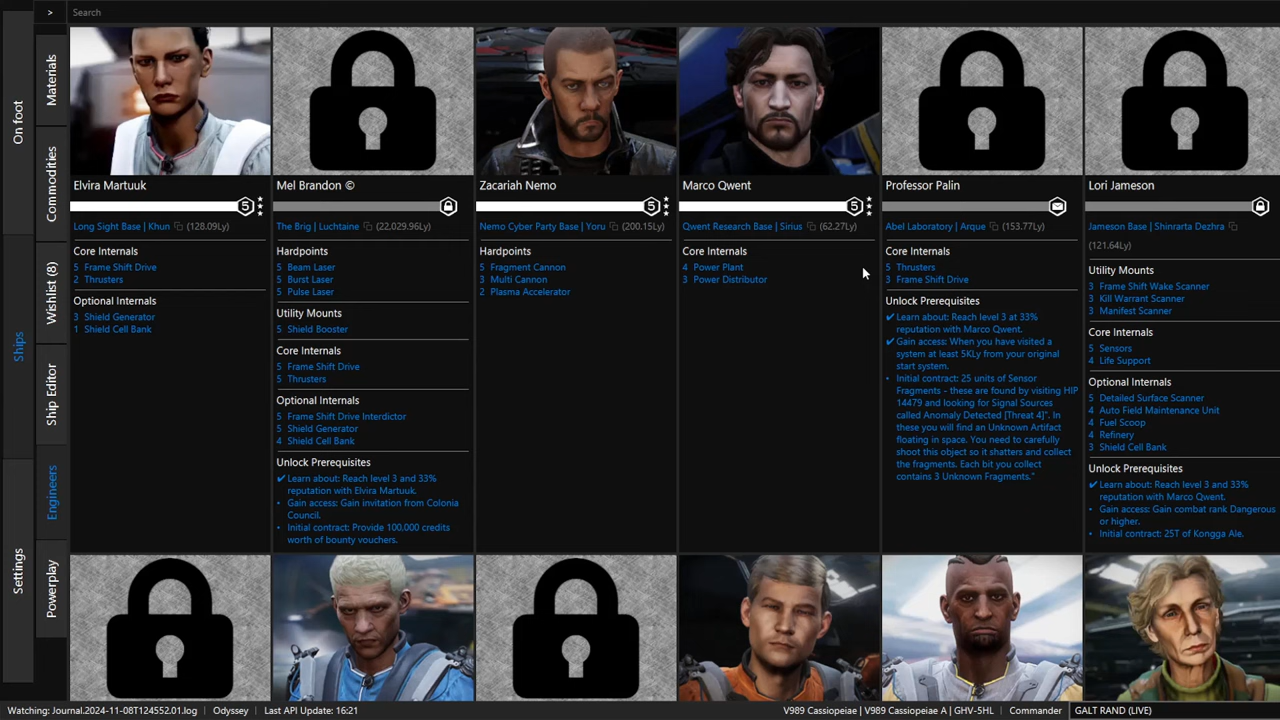 >
Search
On foot
Ships
Settings
Materials
Commodities
Wishlist (8)
Ship Editor
Engineers
Powerplay
Elvira Martuuk
5
Long Sight Base | Khun (128.09Ly)
Core Internals
5 Frame Shift Drive
2 Thrusters
Optional Internals
3 Shield Generator
1 Shield Cell Bank
Mel Brandon ©
The Brig | Luchtaine (22,029.96Ly)
Hardpoints
5 Beam Laser
5 Burst Laser
5 Pulse Laser
Utility Mounts
5 Shield Booster
Core Internals
5 Frame Shift Drive
5 Thrusters
Optional Internals
5 Frame Shift Drive Interdictor
5 Shield Generator
4 Shield Cell Bank
Unlock Prerequisites
✔ Learn about: Reach level 3 and 33%
reputation with Elvira Martuuk.
• Gain access: Gain invitation from Colonia
Council.
• Initial contract: Provide 100,000 credits
worth of bounty vouchers.
Zacariah Nemo
5
Nemo Cyber Party Base | Yoru (200.15Ly)
Hardpoints
5 Fragment Cannon
3 Multi Cannon
2 Plasma Accelerator
Marco Qwent
5
Qwent Research Base | Sirius (62.27Ly)
Core Internals
4 Power Plant
3 Power Distributor
Professor Palin
Abel Laboratory | Arque (153.77Ly)
Core Internals
5 Thrusters
3 Frame Shift Drive
Unlock Prerequisites
✔ Learn about: Reach level 3 at 33%
reputation with Marco Qwent.
✔ Gain access: When you have visited a
system at least 5KLy from your original
start system.
• Initial contract: 25 units of Sensor
Fragments - these are found by visiting HIP
14479 and looking for Signal Sources
called Anomaly Detected [Threat 4]". In
these you will find an Unknown Artifact
floating in space. You need to carefully
shoot this object so it shatters and collect
the fragments. Each bit you collect
contains 3 Unknown Fragments."
Lori Jameson
Jameson Base | Shinrarta Dezhra
(121.64Ly)
Utility Mounts
3 Frame Shift Wake Scanner
3 Kill Warrant Scanner
3 Manifest Scanner
Core Internals
5 Sensors
4 Life Support
Optional Internals
5 Detailed Surface Scanner
4 Auto Field Maintenance Unit
4 Fuel Scoop
4 Refinery
3 Shield Cell Bank
Unlock Prerequisites
✔ Learn about: Reach level 3 and 33%
reputation with Marco Qwent.
• Gain access: Gain combat rank Dangerous
or higher.
• Initial contract: 25T of Kongga Ale.
Watching: Journal.2024-11-08T124552.01.log | Odyssey | Last API Update: 16:21
V989 Cassiopeiae | V989 Cassiopeiae A | GHV-5HL | Commander GALT RAND (LIVE)